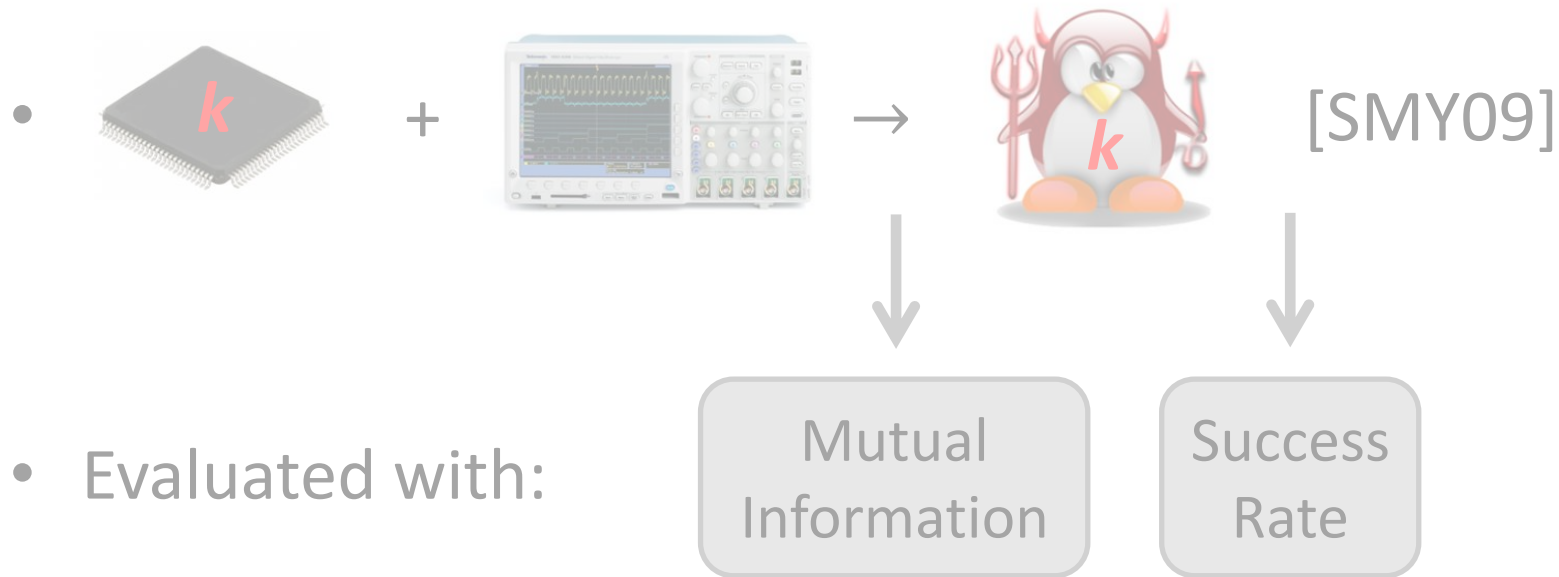 • k + → k [SMY09]
• Evaluated with:
Mutual
Information
Success
Rate